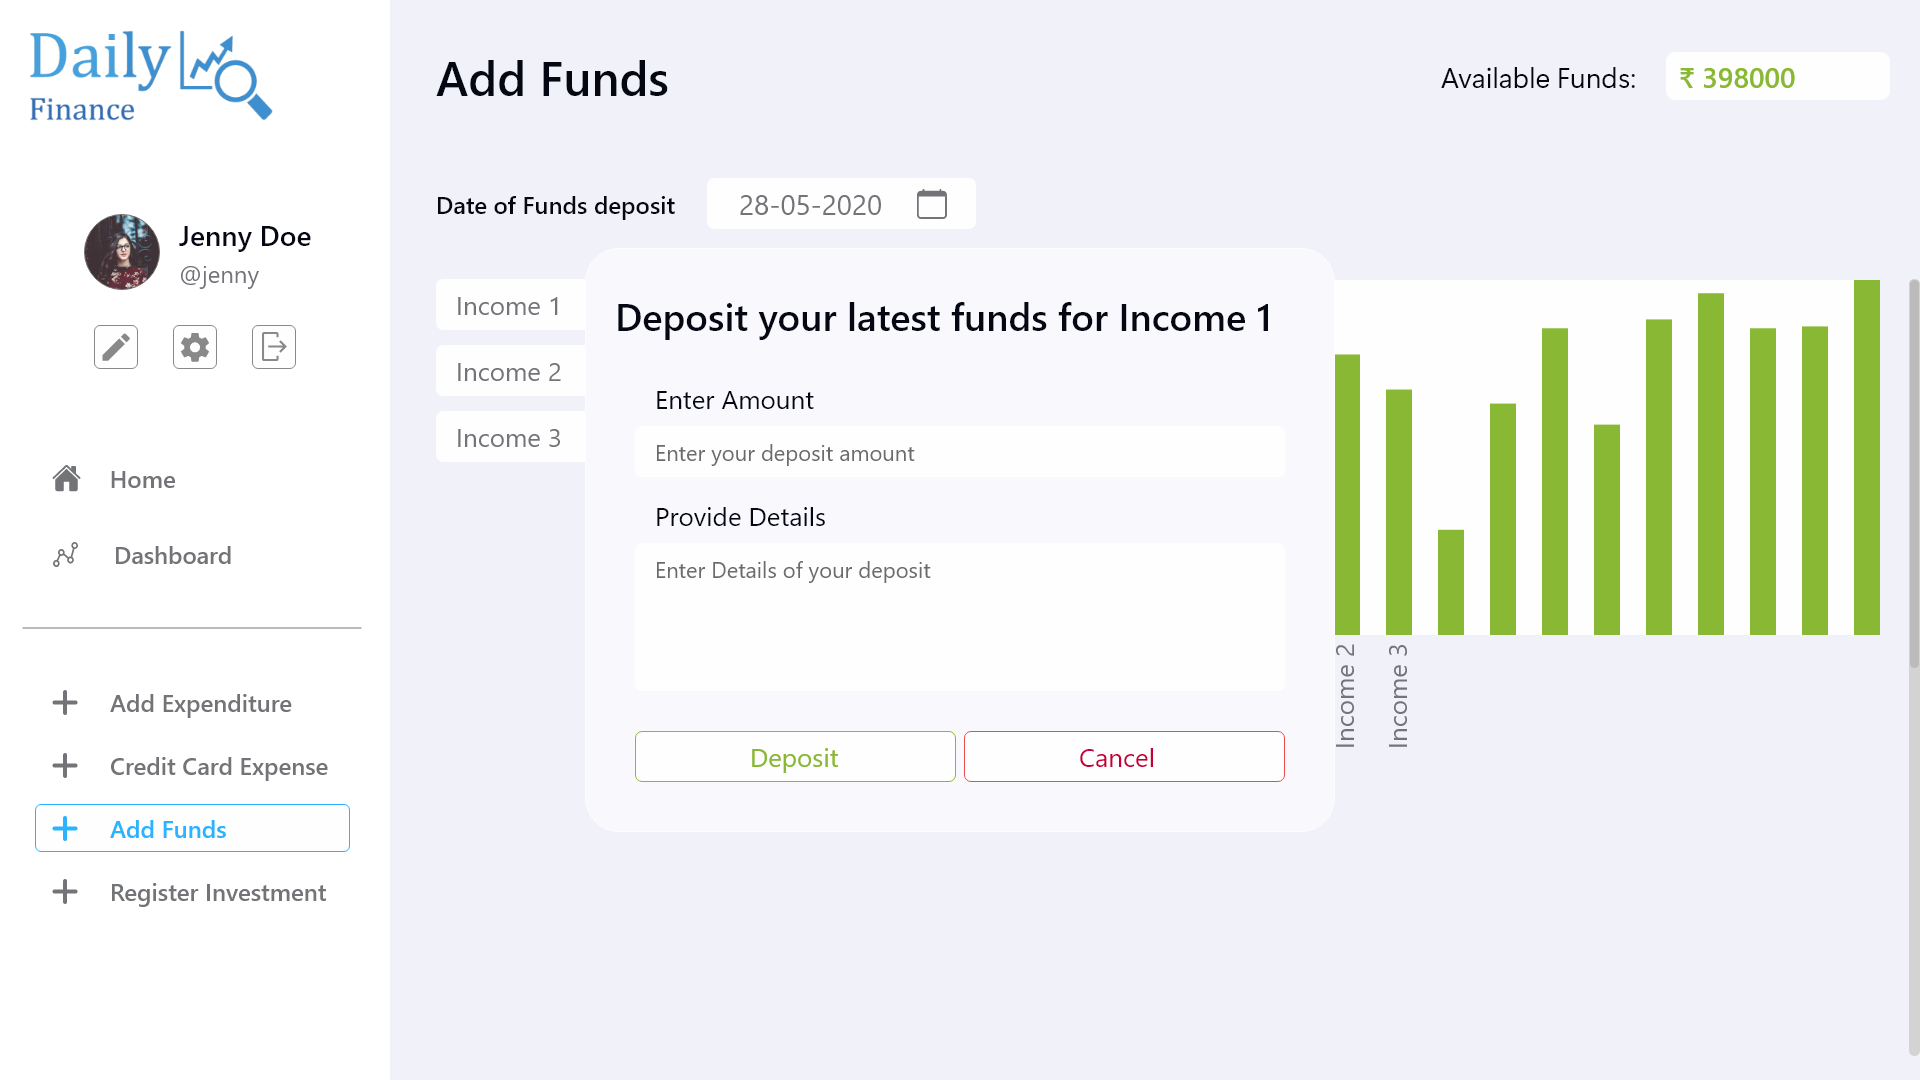 Daily
Finance
Jenny Doe
@jenny
Home
Dashboard
Add Expenditure
Credit Card Expense
Add Funds
Register Investment
Add Funds
Available Funds:
₹ 398000
Date of Funds deposit
28-05-2020
Income 1
Income 2
Income 3
Deposit your latest funds for Income 1
Enter Amount
Enter your deposit amount
Provide Details
Enter Details of your deposit
Deposit
Cancel
Income 2
Income 3